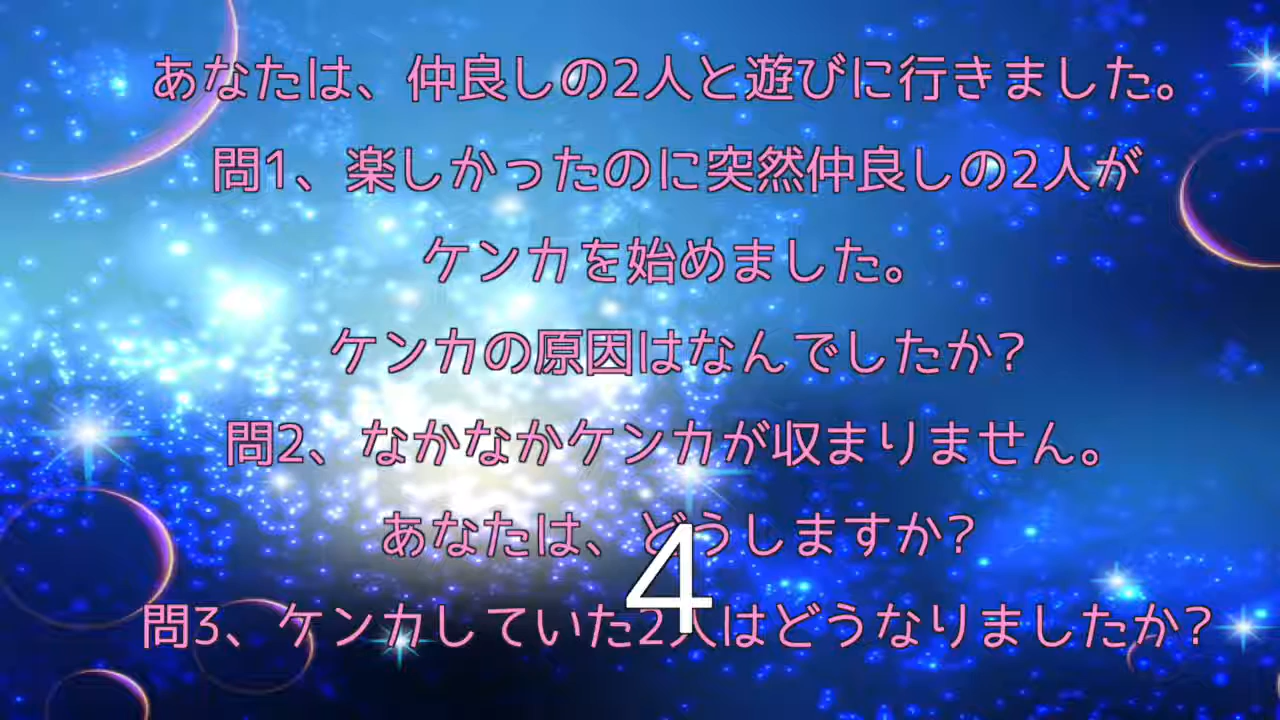 あなたは、仲良しの2人と遊びに行きました。
問1、楽しかったのに突然仲良しの2人が
ケンカを始めました。
ケンカの原因はなんでしたか?
問2、なかなかケンカが収まりません。
あなたは、どうしますか?
4
問3、ケンカしていた2人はどうなりましたか?